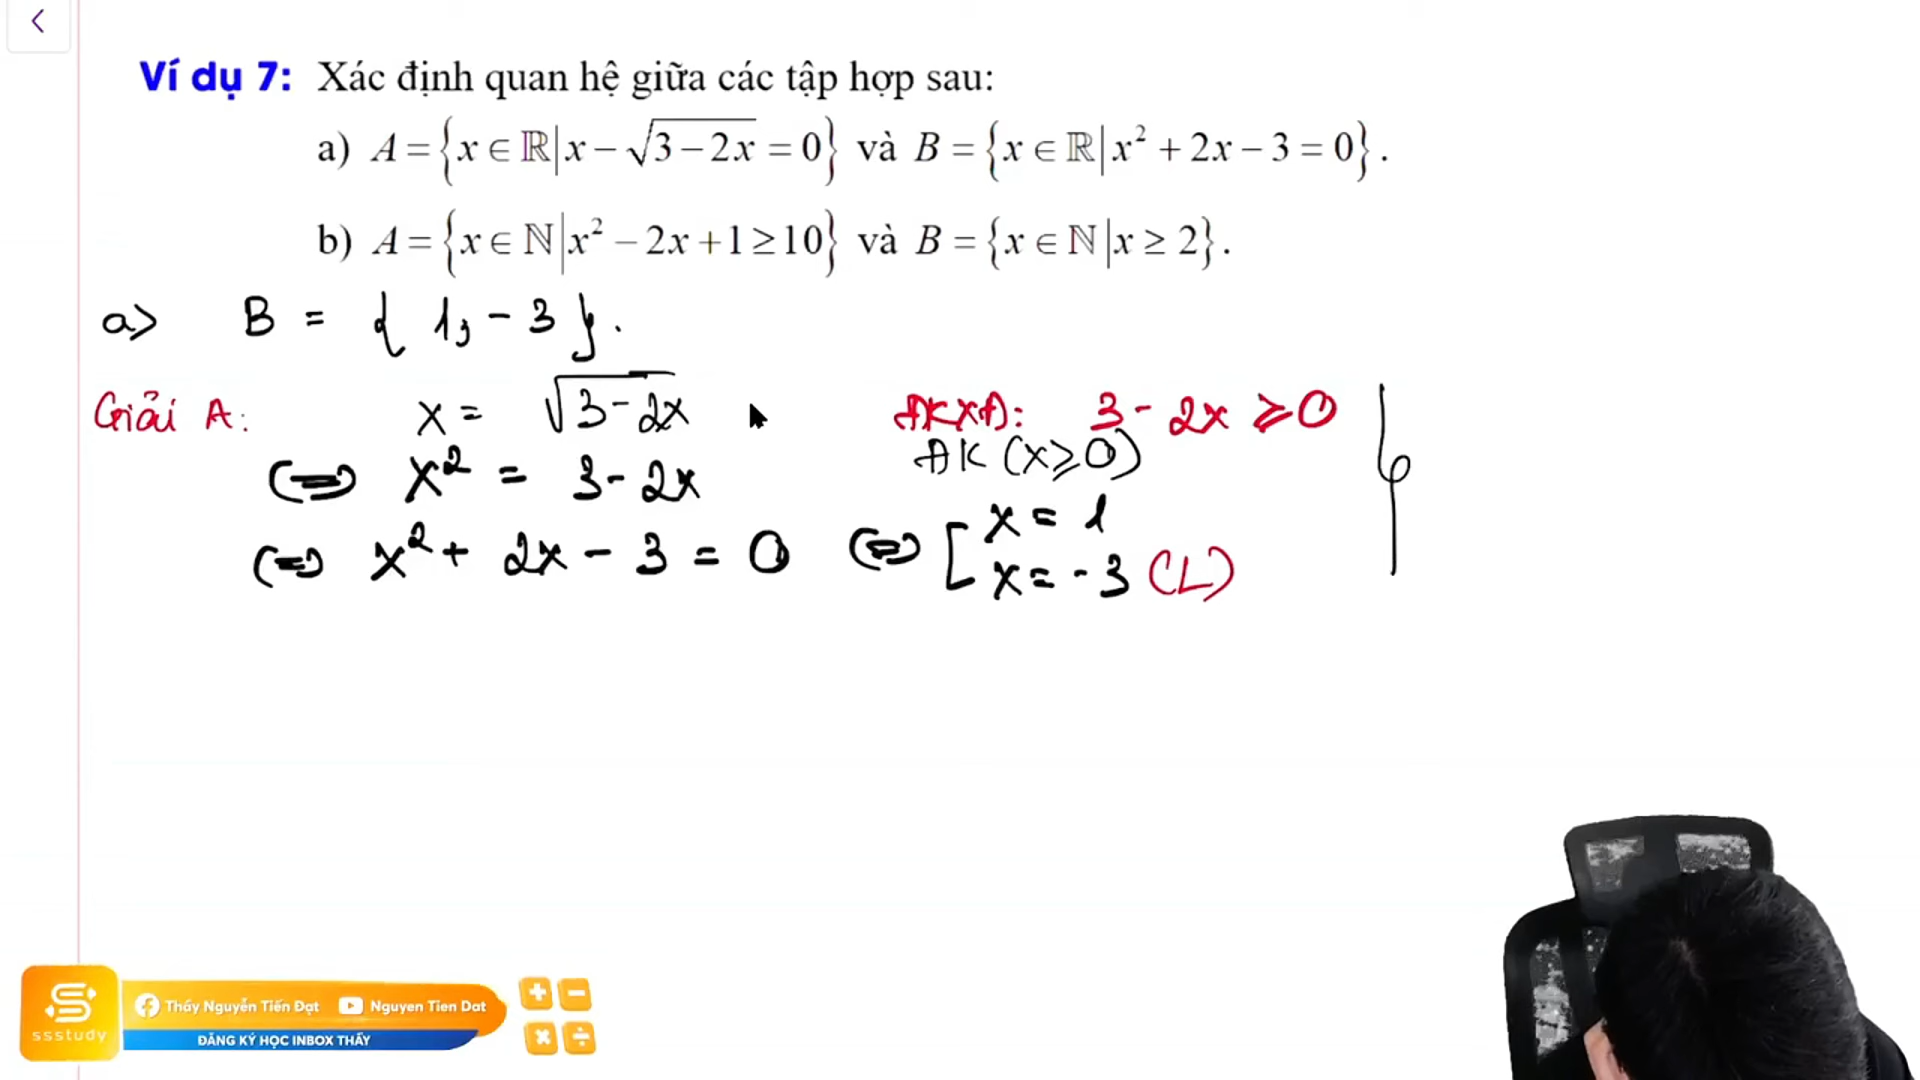 Ví dụ 7: Xác định quan hệ giữa các tập hợp sau:
a) A = {x ∈ ℝ | x − √(3 − 2x) = 0} và B = {x ∈ ℝ | x² + 2x − 3 = 0}.
b) A = {x ∈ ℕ | x² − 2x + 1 ≥ 10} và B = {x ∈ ℕ | x ≥ 2}.
a> B = { 1; -3 }.
Giải A: x = √(3 - 2x) ĐKXĐ: 3 - 2x ≥ 0
ĐK (x ≥ 0)
⇔ x² = 3 - 2x
⇔ x² + 2x - 3 = 0 ⇔ [ x = 1
x = -3 (L)
ssstudy
Thầy Nguyễn Tiến Đạt Nguyen Tien Dat
ĐĂNG KÝ HỌC INBOX THẦY